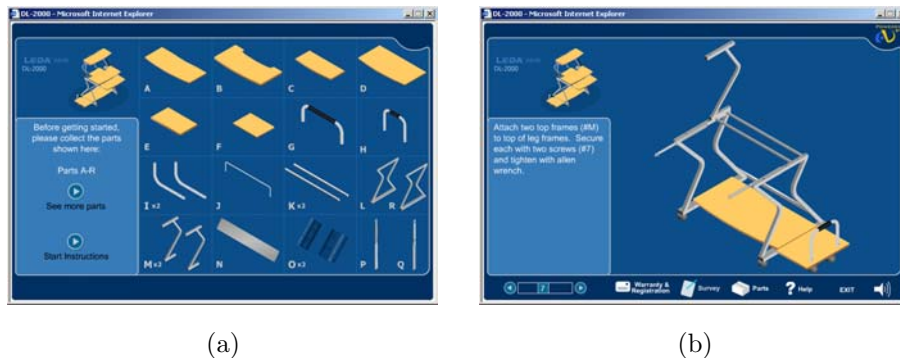 DL-2000 - Microsoft Internet Explorer
LEDA
DL-2000
Before getting started,
please collect the parts
shown here:
Parts A-R
See more parts
Start Instructions
A
B
C
D
E
F
G
H
I x2
J
K x3
L
R
M x3
N
O x3
P
Q
(a)
DL-2000 - Microsoft Internet Explorer
LEDA
DL-2000
Attach two top frames (#M)
to top of leg frames. Secure
each with two screws (#7)
and tighten with allen
wrench.
7
Warranty &
Registration
Survey
Parts
? Help
EXIT
(b)